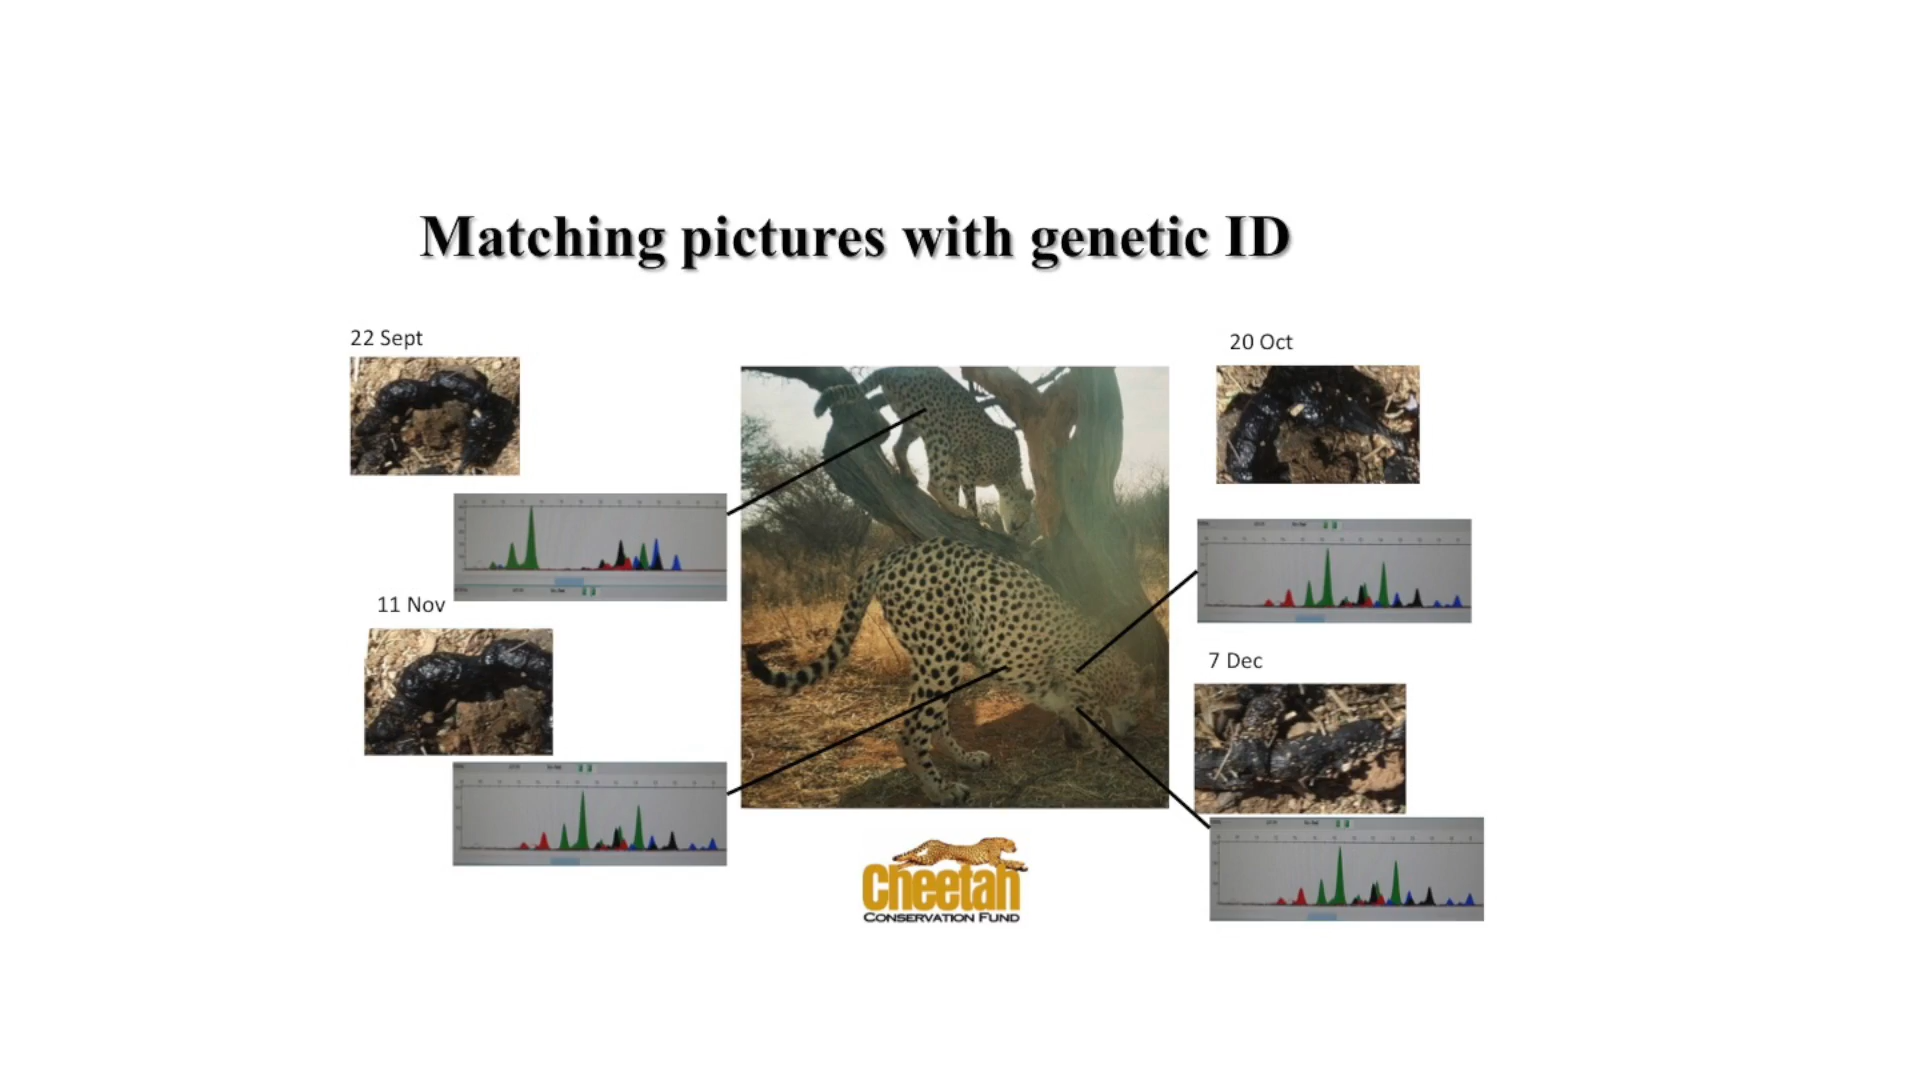 Matching pictures with genetic ID
22 Sept
20 Oct
11 Nov
7 Dec
Cheetah
CONSERVATION FUND